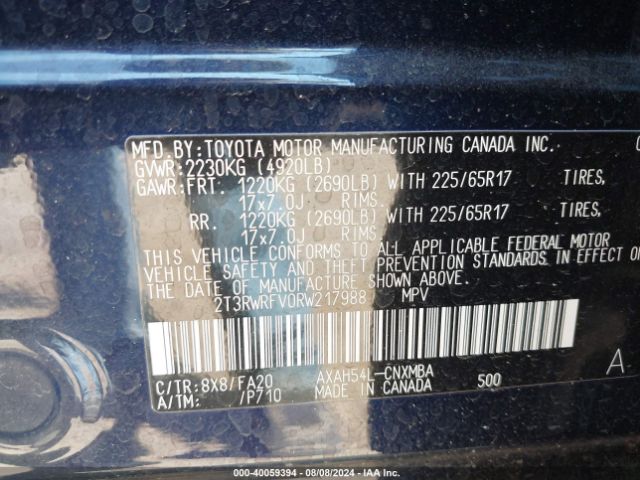 MFD.BY:TOYOTA MOTOR MANUFACTURING CANADA INC.
GVWR:2230KG (4920LB)
GAWR:FRT. 1220KG (2690LB) WITH 225/65R17 TIRES,
17x7.0J RIMS.
RR. 1220KG (2690LB) WITH 225/65R17 TIRES,
17x7.0J RIMS
THIS VEHICLE CONFORMS TO ALL APPLICABLE FEDERAL MOTOR
VEHICLE SAFETY AND THEFT PREVENTION STANDARDS IN EFFECT O
THE DATE OF MANUFACTURE SHOWN ABOVE.
2T3RWRFV0RW217988 MPV
C/TR:8X8/FA20 AXAH54L-CNXMBA A
A/TM: /P710 MADE IN CANADA 500
000-40059394 - 08/08/2024 - IAA Inc.